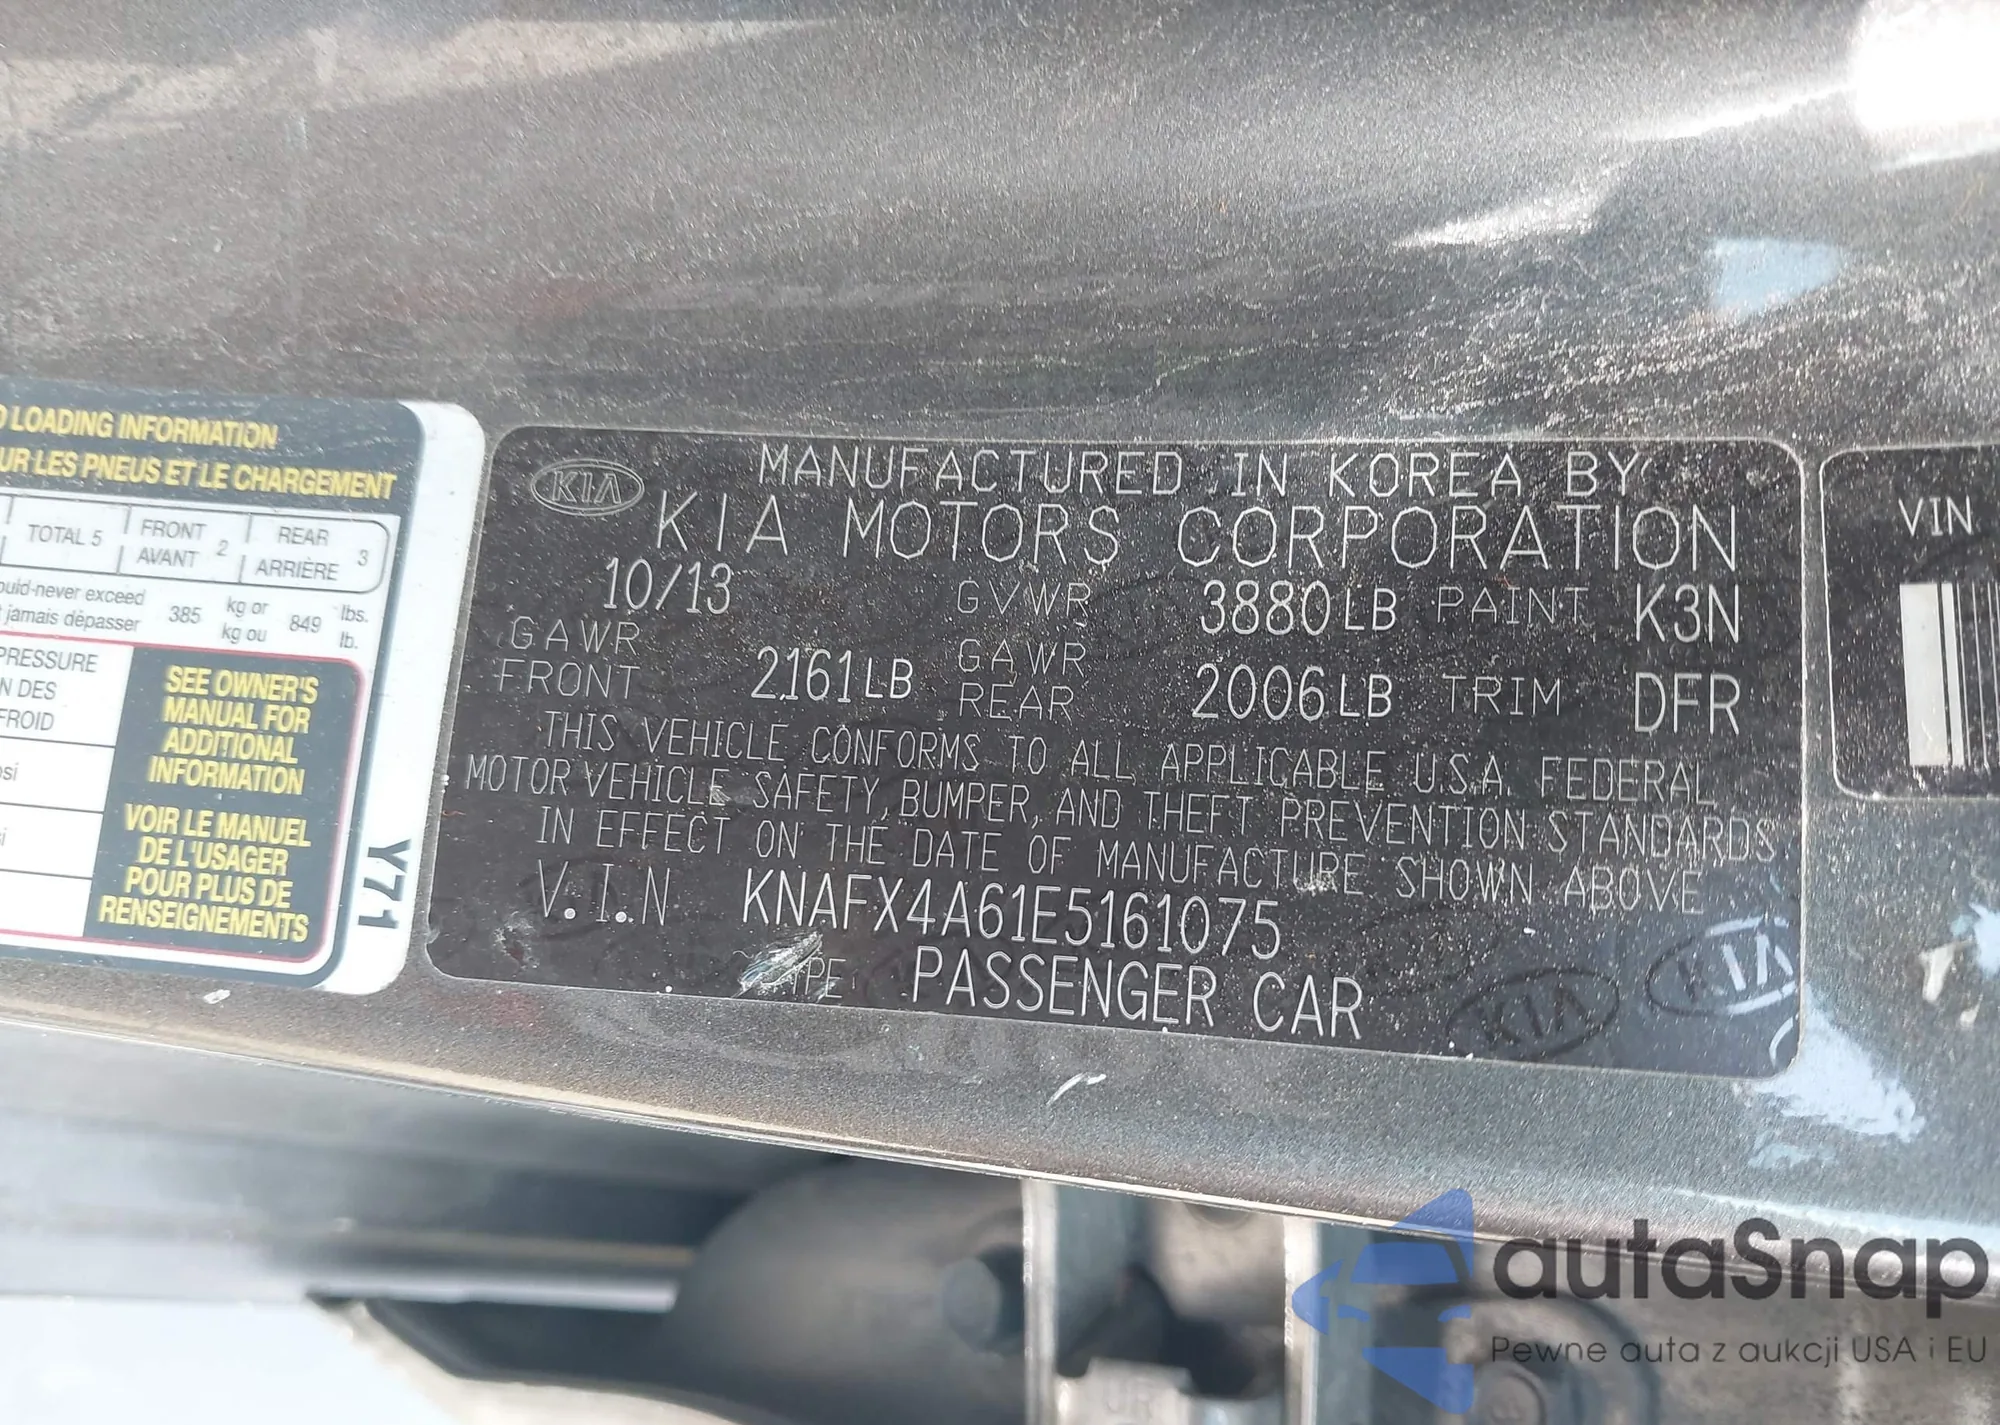 LOADING INFORMATION
UR LES PNEUS ET LE CHARGEMENT
TOTAL 5 FRONT AVANT 2 REAR ARRIÈRE 3
ould never exceed 385 kg or 849 lbs.
t jamais dépasser kg ou lb.
PRESSURE
N DES
FROID
SEE OWNER'S
MANUAL FOR
ADDITIONAL
INFORMATION
VOIR LE MANUEL
DE L'USAGER
POUR PLUS DE
RENSEIGNEMENTS
Y71
KIA
MANUFACTURED IN KOREA BY
KIA MOTORS CORPORATION
10/13 GVWR 3880LB PAINT K3N
GAWR FRONT 2161LB GAWR REAR 2006LB TRIM DFR
THIS VEHICLE CONFORMS TO ALL APPLICABLE U.S.A. FEDERAL
MOTOR VEHICLE SAFETY, BUMPER, AND THEFT PREVENTION STANDARDS
IN EFFECT ON THE DATE OF MANUFACTURE SHOWN ABOVE
V.I.N KNAFX4A61E5161075
PASSENGER CAR
KIA
KIA
VIN
autaSnap
Pewne auta z aukcji USA i EU